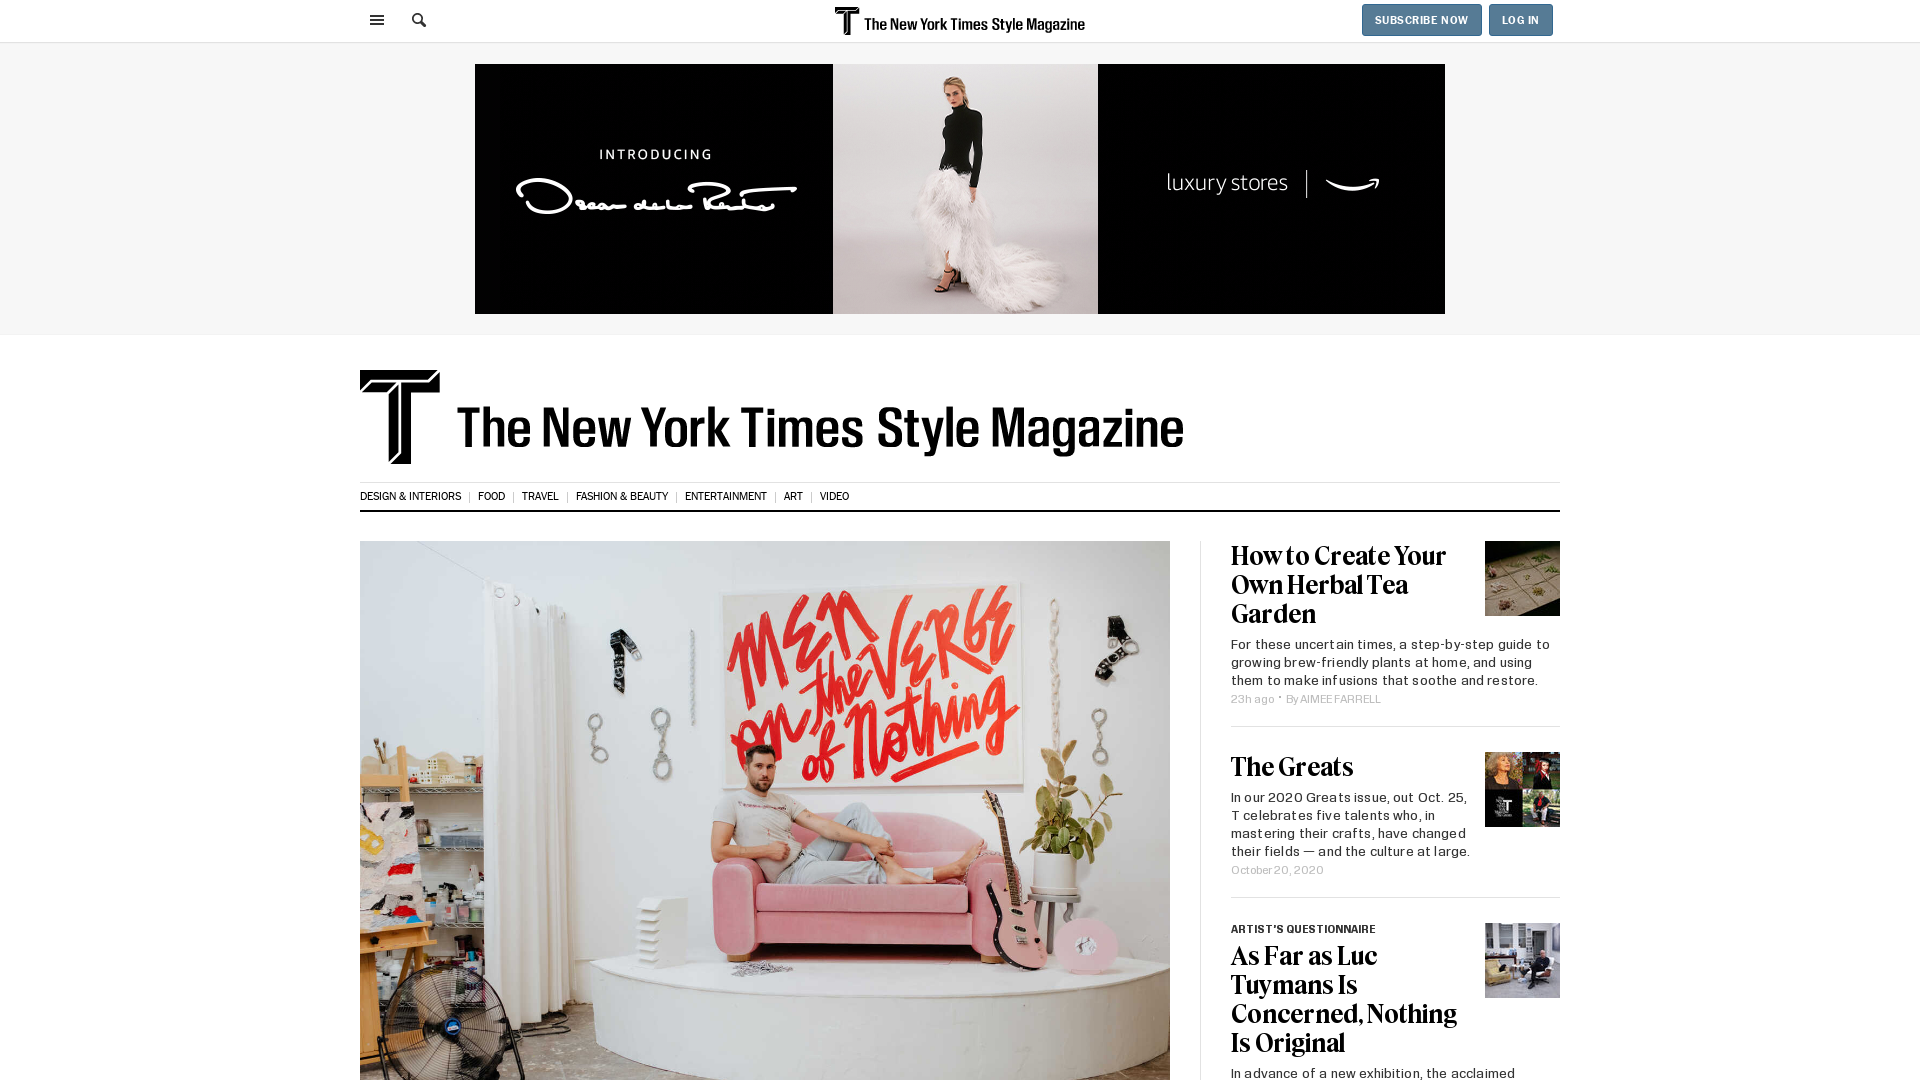 The New York Times Style Magazine
SUBSCRIBE NOW
LOG IN
INTRODUCING
Oscar de la Renta
luxury stores
T The New York Times Style Magazine
DESIGN & INTERIORS
FOOD
TRAVEL
FASHION & BEAUTY
ENTERTAINMENT
ART
VIDEO
MEN
on the VERGE
of Nothing
How to Create Your
Own Herbal Tea
Garden
For these uncertain times, a step-by-step guide to
growing brew-friendly plants at home, and using
them to make infusions that soothe and restore.
23h ago · By AIMEE FARRELL
The Greats
In our 2020 Greats issue, out Oct. 25,
T celebrates five talents who, in
mastering their crafts, have changed
their fields — and the culture at large.
October 20, 2020
ARTIST'S QUESTIONNAIRE
As Far as Luc
Tuymans Is
Concerned, Nothing
Is Original
In advance of a new exhibition, the acclaimed